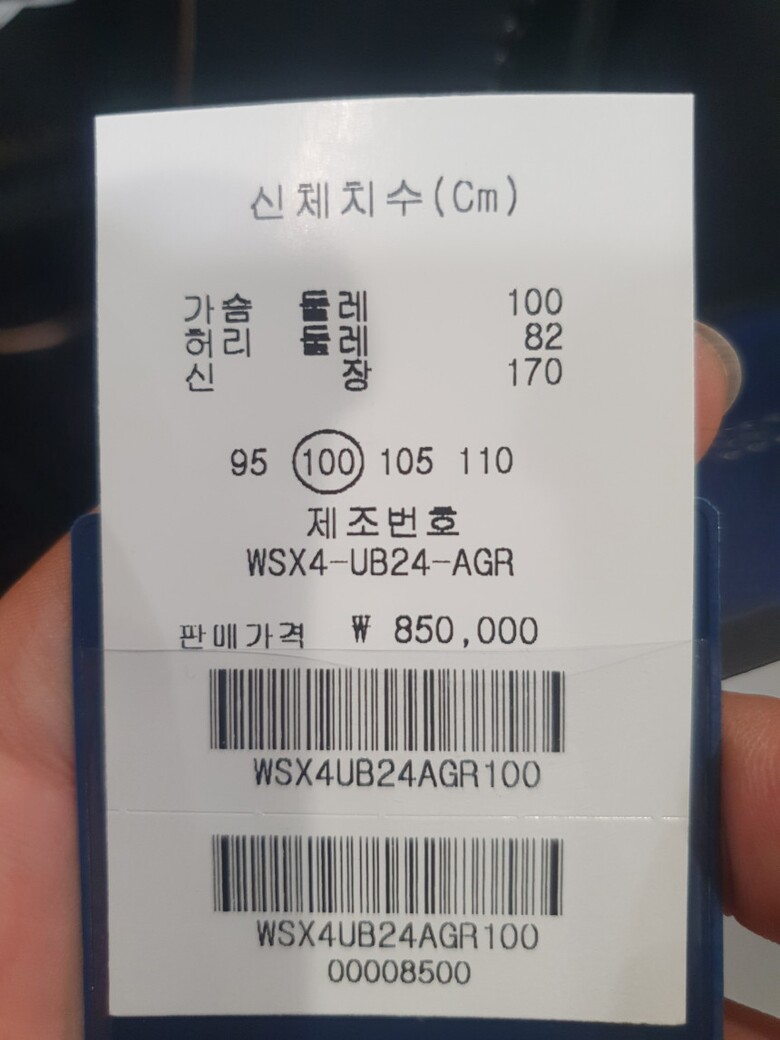 신체치수(Cm)
가슴 둘레 100
허리 둘레 82
신 장 170
95 100 105 110
제조번호
WSX4-UB24-AGR
판매가격 ₩ 850,000
WSX4UB24AGR100
WSX4UB24AGR100
00008500